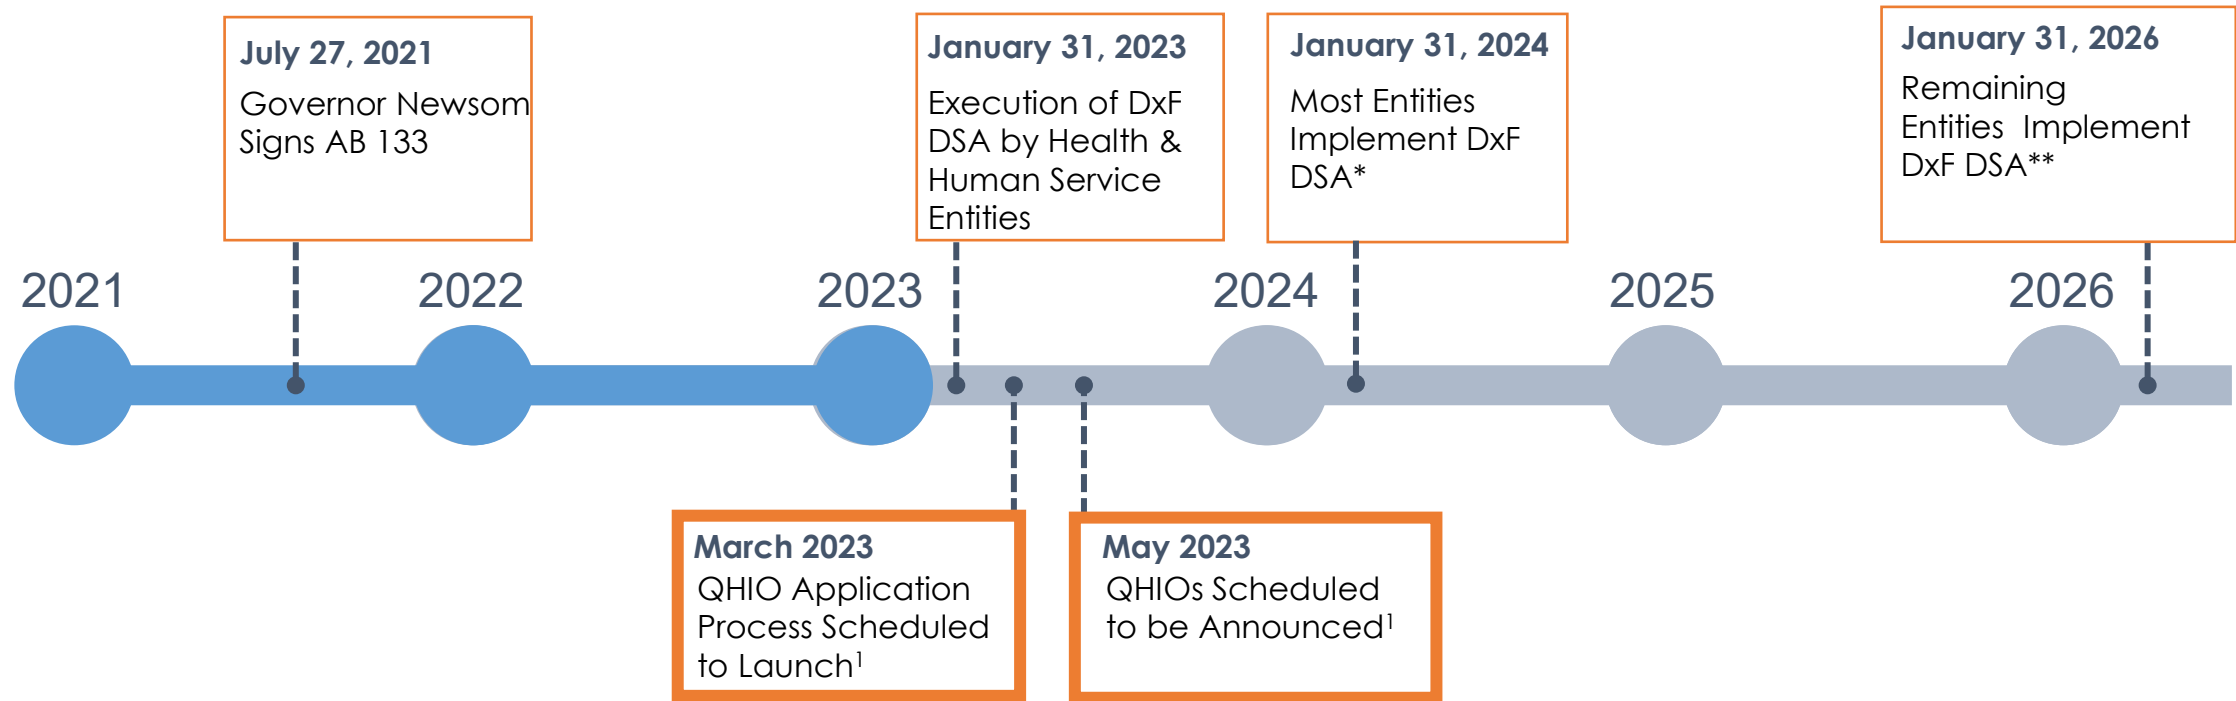 July 27, 2021
Governor Newsom
Signs AB 133
January 31, 2023
Execution of DxF
DSA by Health &
Human Service
Entities
January 31, 2024
Most Entities
Implement DxF
DSA*
January 31, 2026
Remaining
Entities  Implement
DxF DSA**
2021
2022
2023
2024
2025
2026
March 2023
QHIO Application
Process Scheduled
to Launch¹
May 2023
QHIOs Scheduled
to be Announced¹